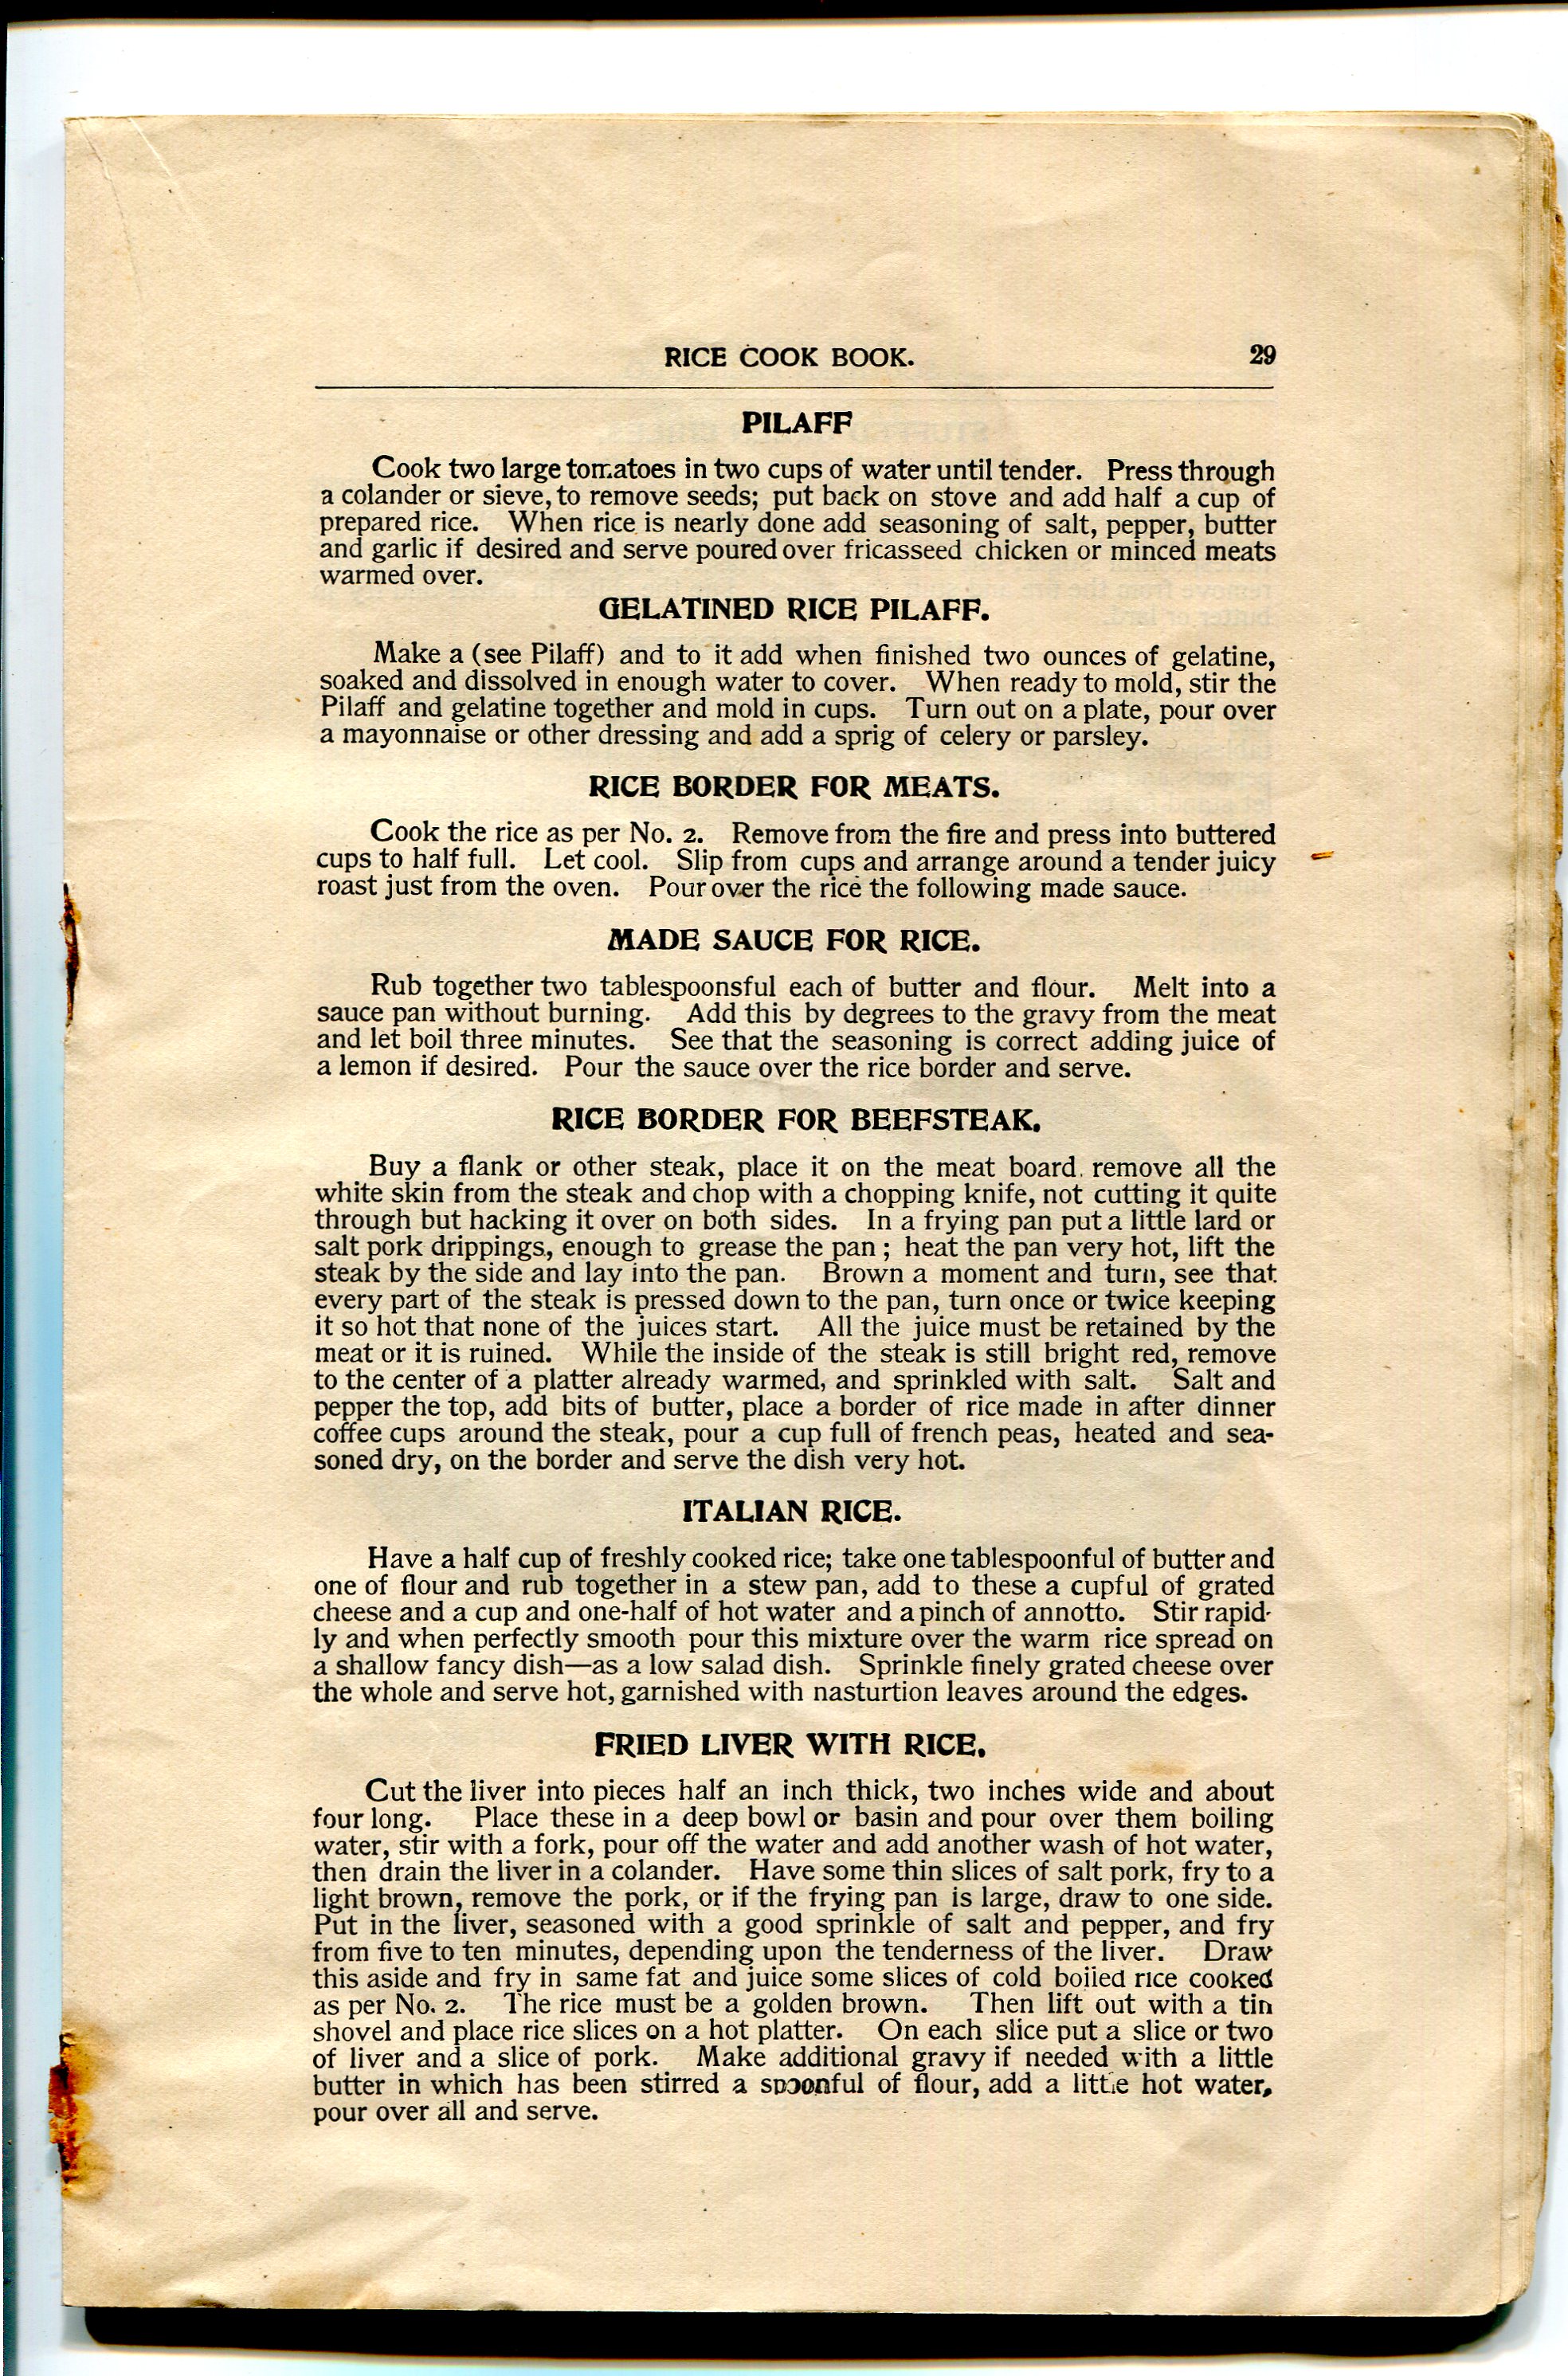 RICE COOK BOOK. 29
PILAFF
Cook two large tomatoes in two cups of water until tender. Press through
a colander or sieve, to remove seeds; put back on stove and add half a cup of
prepared rice. When rice is nearly done add seasoning of salt, pepper, butter
and garlic if desired and serve poured over fricasseed chicken or minced meats
warmed over.
GELATINED RICE PILAFF.
Make a (see Pilaff) and to it add when finished two ounces of gelatine,
soaked and dissolved in enough water to cover. When ready to mold, stir the
Pilaff and gelatine together and mold in cups. Turn out on a plate, pour over
a mayonnaise or other dressing and add a sprig of celery or parsley.
RICE BORDER FOR MEATS.
Cook the rice as per No. 2. Remove from the fire and press into buttered
cups to half full. Let cool. Slip from cups and arrange around a tender juicy
roast just from the oven. Pour over the rice the following made sauce.
MADE SAUCE FOR RICE.
Rub together two tablespoonsful each of butter and flour. Melt into a
sauce pan without burning. Add this by degrees to the gravy from the meat
and let boil three minutes. See that the seasoning is correct adding juice of
a lemon if desired. Pour the sauce over the rice border and serve.
RICE BORDER FOR BEEFSTEAK.
Buy a flank or other steak, place it on the meat board, remove all the
white skin from the steak and chop with a chopping knife, not cutting it quite
through but hacking it over on both sides. In a frying pan put a little lard or
salt pork drippings, enough to grease the pan; heat the pan very hot, lift the
steak by the side and lay into the pan. Brown a moment and turn, see that
every part of the steak is pressed down to the pan, turn once or twice keeping
it so hot that none of the juices start. All the juice must be retained by the
meat or it is ruined. While the inside of the steak is still bright red, remove
to the center of a platter already warmed, and sprinkled with salt. Salt and
pepper the top, add bits of butter, place a border of rice made in after dinner
coffee cups around the steak, pour a cup full of french peas, heated and sea-
soned dry, on the border and serve the dish very hot.
ITALIAN RICE.
Have a half cup of freshly cooked rice; take one tablespoonful of butter and
one of flour and rub together in a stew pan, add to these a cupful of grated
cheese and a cup and one-half of hot water and a pinch of annotto. Stir rapid-
ly and when perfectly smooth pour this mixture over the warm rice spread on
a shallow fancy dish—as a low salad dish. Sprinkle finely grated cheese over
the whole and serve hot, garnished with nasturtion leaves around the edges.
FRIED LIVER WITH RICE.
Cut the liver into pieces half an inch thick, two inches wide and about
four long. Place these in a deep bowl or basin and pour over them boiling
water, stir with a fork, pour off the water and add another wash of hot water,
then drain the liver in a colander. Have some thin slices of salt pork, fry to a
light brown, remove the pork, or if the frying pan is large, draw to one side.
Put in the liver, seasoned with a good sprinkle of salt and pepper, and fry
from five to ten minutes, depending upon the tenderness of the liver. Draw
this aside and fry in same fat and juice some slices of cold boiled rice cooked
as per No. 2. The rice must be a golden brown. Then lift out with a tin
shovel and place rice slices on a hot platter. On each slice put a slice or two
of liver and a slice of pork. Make additional gravy if needed with a little
butter in which has been stirred a spoonful of flour, add a little hot water,
pour over all and serve.